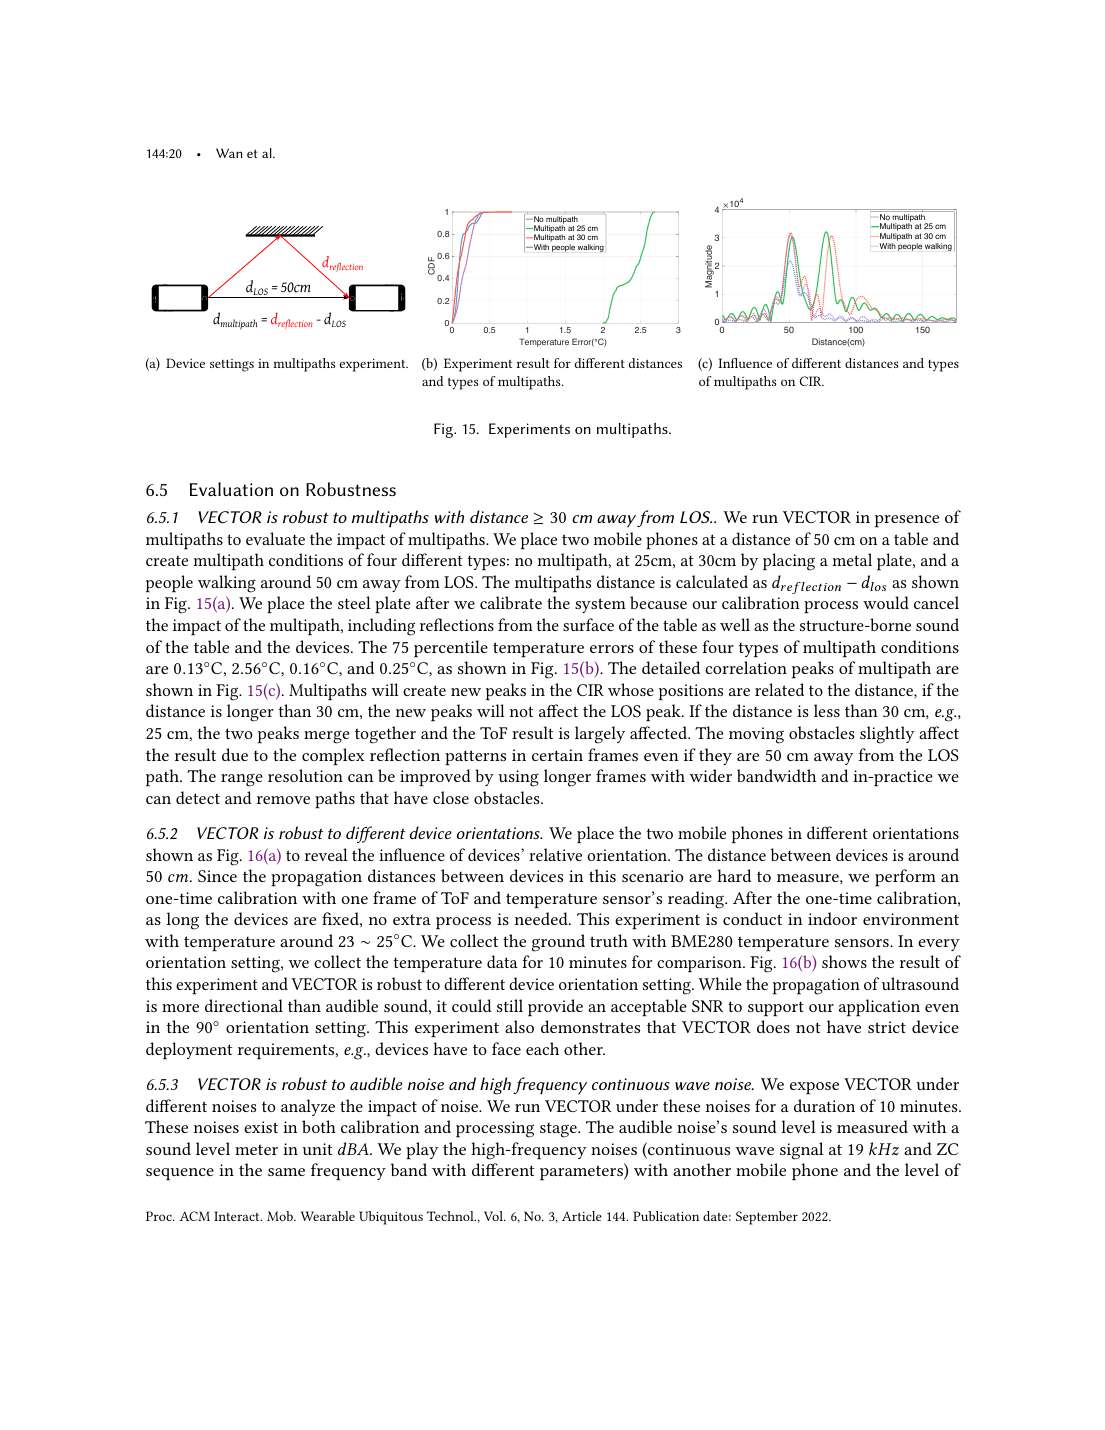 144:20 • Wan et al.
d_reflection
d_LOS = 50cm
d_multipath = d_reflection - d_LOS
CDF
1
0.8
0.6
0.4
0.2
0
No multipath
Multipath at 25 cm
Multipath at 30 cm
With people walking
0 0.5 1 1.5 2 2.5 3
Temperature Error(°C)
×10⁴
Magnitude
4
3
2
1
0
No multipath
Multipath at 25 cm
Multipath at 30 cm
With people walking
0 50 100 150
Distance(cm)
(a) Device settings in multipaths experiment.
(b) Experiment result for different distances
and types of multipaths.
(c) Influence of different distances and types
of multipaths on CIR.
Fig. 15. Experiments on multipaths.
6.5 Evaluation on Robustness
6.5.1 VECTOR is robust to multipaths with distance ≥ 30 cm away from LOS.. We run VECTOR in presence of
multipaths to evaluate the impact of multipaths. We place two mobile phones at a distance of 50 cm on a table and
create multipath conditions of four different types: no multipath, at 25cm, at 30cm by placing a metal plate, and a
people walking around 50 cm away from LOS. The multipaths distance is calculated as d_reflection − d_los as shown
in Fig. 15(a). We place the steel plate after we calibrate the system because our calibration process would cancel
the impact of the multipath, including reflections from the surface of the table as well as the structure-borne sound
of the table and the devices. The 75 percentile temperature errors of these four types of multipath conditions
are 0.13°C, 2.56°C, 0.16°C, and 0.25°C, as shown in Fig. 15(b). The detailed correlation peaks of multipath are
shown in Fig. 15(c). Multipaths will create new peaks in the CIR whose positions are related to the distance, if the
distance is longer than 30 cm, the new peaks will not affect the LOS peak. If the distance is less than 30 cm, e.g.,
25 cm, the two peaks merge together and the ToF result is largely affected. The moving obstacles slightly affect
the result due to the complex reflection patterns in certain frames even if they are 50 cm away from the LOS
path. The range resolution can be improved by using longer frames with wider bandwidth and in-practice we
can detect and remove paths that have close obstacles.
6.5.2 VECTOR is robust to different device orientations. We place the two mobile phones in different orientations
shown as Fig. 16(a) to reveal the influence of devices' relative orientation. The distance between devices is around
50 cm. Since the propagation distances between devices in this scenario are hard to measure, we perform an
one-time calibration with one frame of ToF and temperature sensor's reading. After the one-time calibration,
as long the devices are fixed, no extra process is needed. This experiment is conduct in indoor environment
with temperature around 23 ~ 25°C. We collect the ground truth with BME280 temperature sensors. In every
orientation setting, we collect the temperature data for 10 minutes for comparison. Fig. 16(b) shows the result of
this experiment and VECTOR is robust to different device orientation setting. While the propagation of ultrasound
is more directional than audible sound, it could still provide an acceptable SNR to support our application even
in the 90° orientation setting. This experiment also demonstrates that VECTOR does not have strict device
deployment requirements, e.g., devices have to face each other.
6.5.3 VECTOR is robust to audible noise and high frequency continuous wave noise. We expose VECTOR under
different noises to analyze the impact of noise. We run VECTOR under these noises for a duration of 10 minutes.
These noises exist in both calibration and processing stage. The audible noise's sound level is measured with a
sound level meter in unit dBA. We play the high-frequency noises (continuous wave signal at 19 kHz and ZC
sequence in the same frequency band with different parameters) with another mobile phone and the level of
Proc. ACM Interact. Mob. Wearable Ubiquitous Technol., Vol. 6, No. 3, Article 144. Publication date: September 2022.